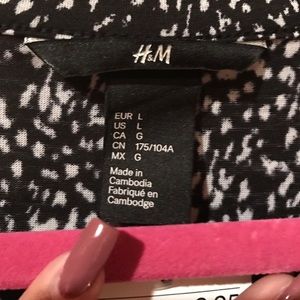 H&M
EUR L
US L
CA G
CN 175/104A
MX G
Made in
Cambodia
Fabriqué en
Cambodge